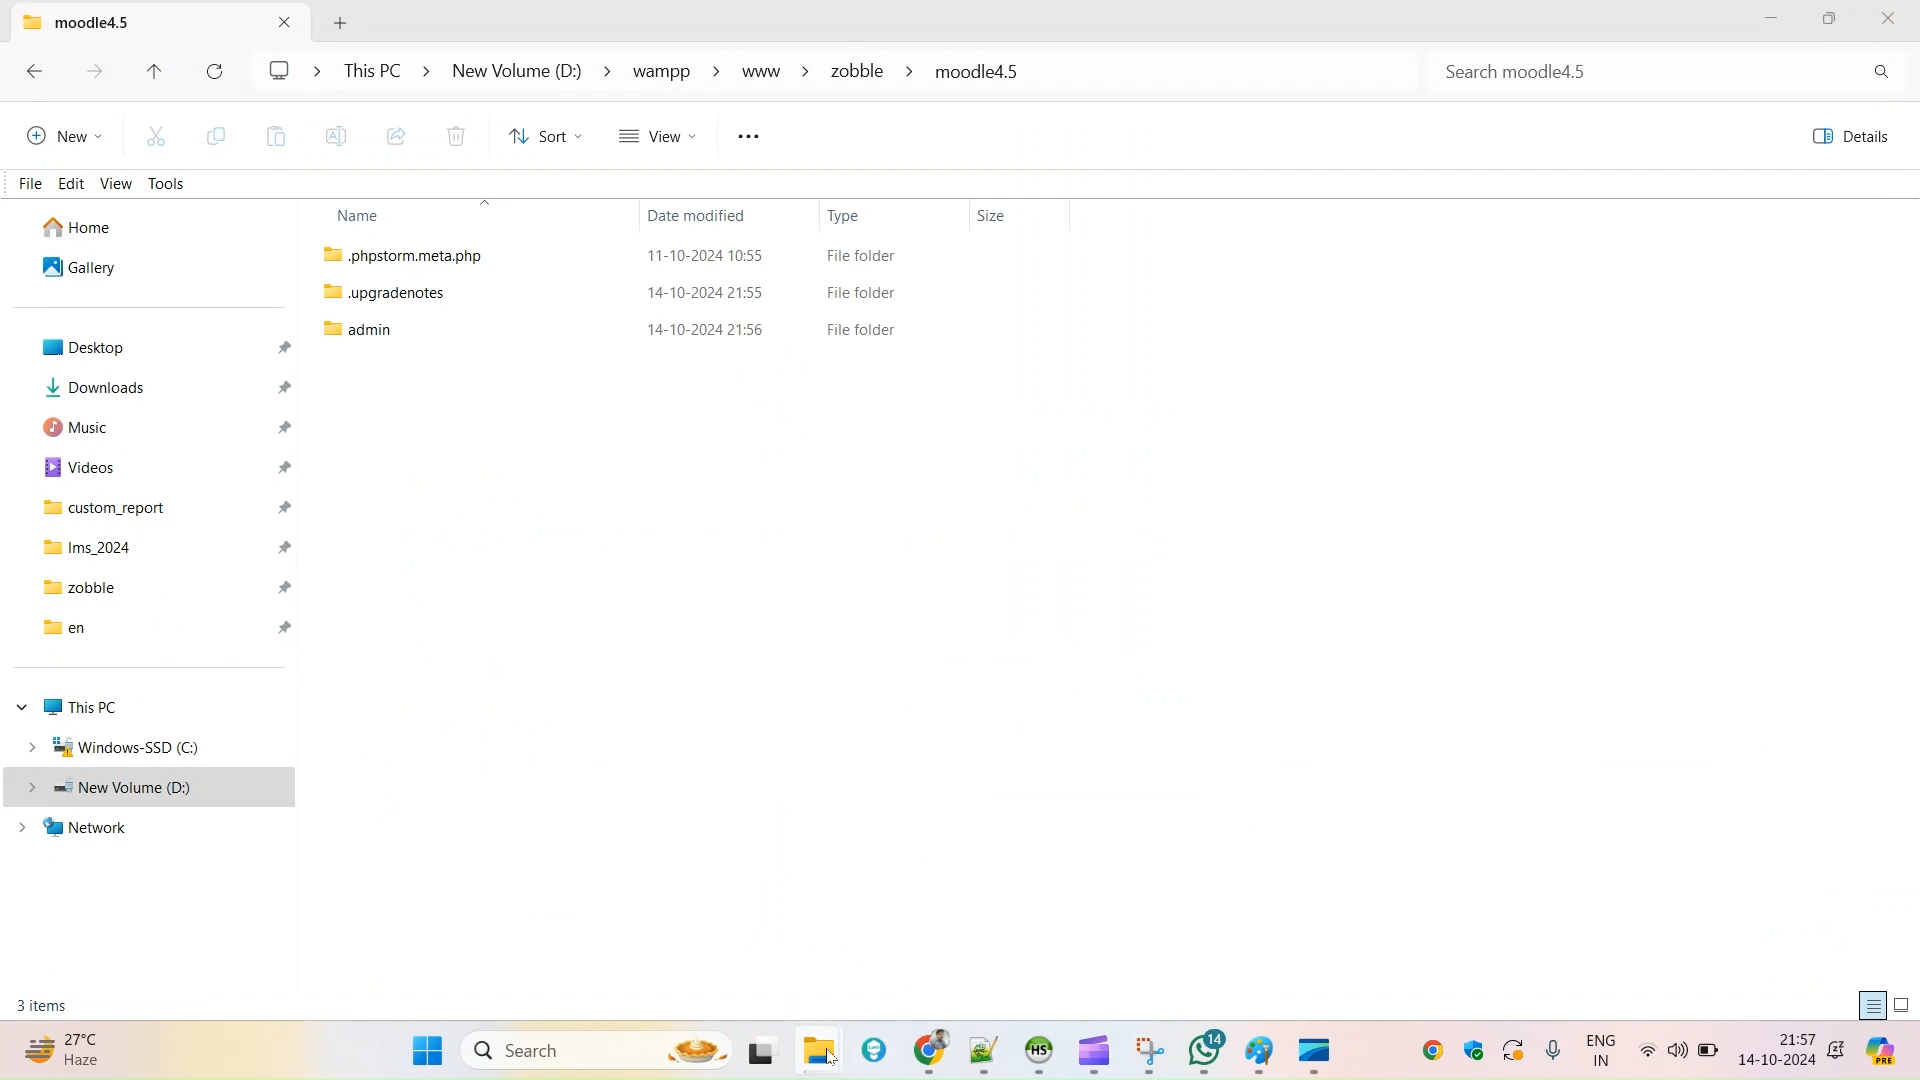 moodle4.5
This PC > New Volume (D:) > wampp > www > zobble > moodle4.5
Search moodle4.5
New
Sort
View
Details
File Edit View Tools
Name Date modified Type Size
.phpstorm.meta.php 11-10-2024 10:55 File folder
.upgradenotes 14-10-2024 21:55 File folder
admin 14-10-2024 21:56 File folder
Home
Gallery
Desktop
Downloads
Music
Videos
custom_report
lms_2024
zobble
en
This PC
Windows-SSD (C:)
New Volume (D:)
Network
3 items
27°C
Haze
Search
HS
14
ENG
IN
21:57
14-10-2024
PRE